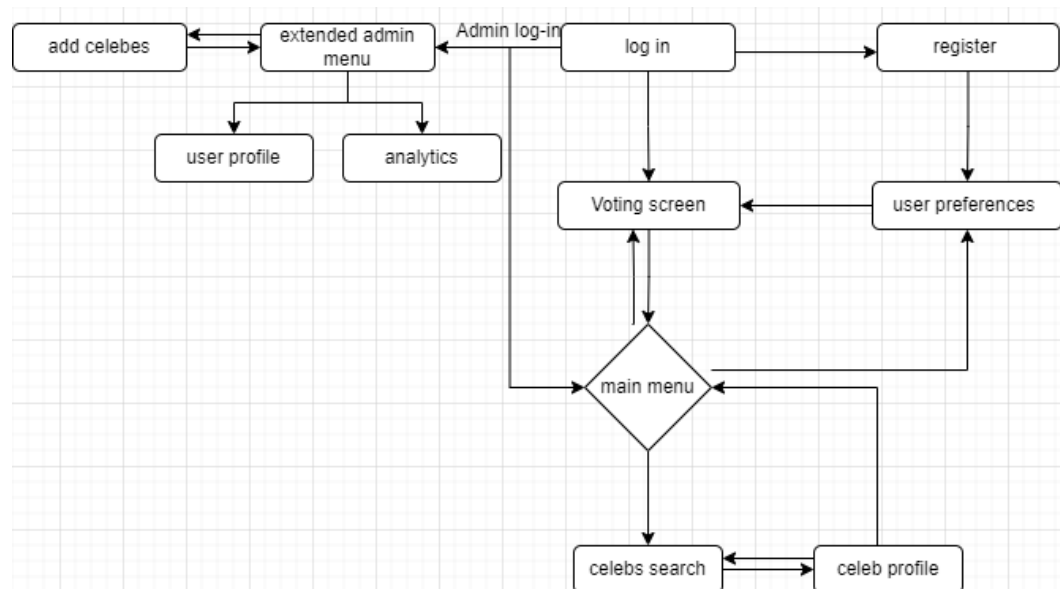 add celebes
extended admin
menu
Admin log-in
log in
register
user profile
analytics
Voting screen
user preferences
main menu
celebs search
celeb profile